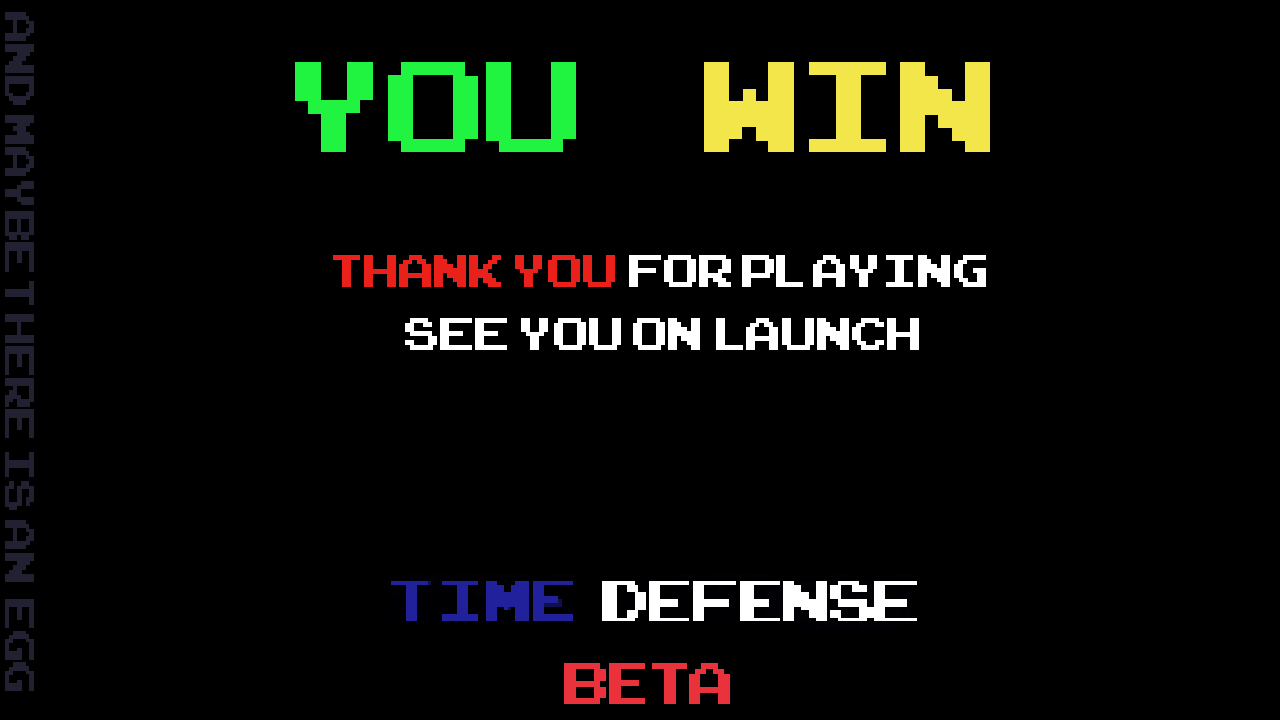 YOU WIN
THANK YOU FOR PLAYING
SEE YOU ON LAUNCH
TIME DEFENSE
BETA
AND MAYBE THERE IS AN EGG